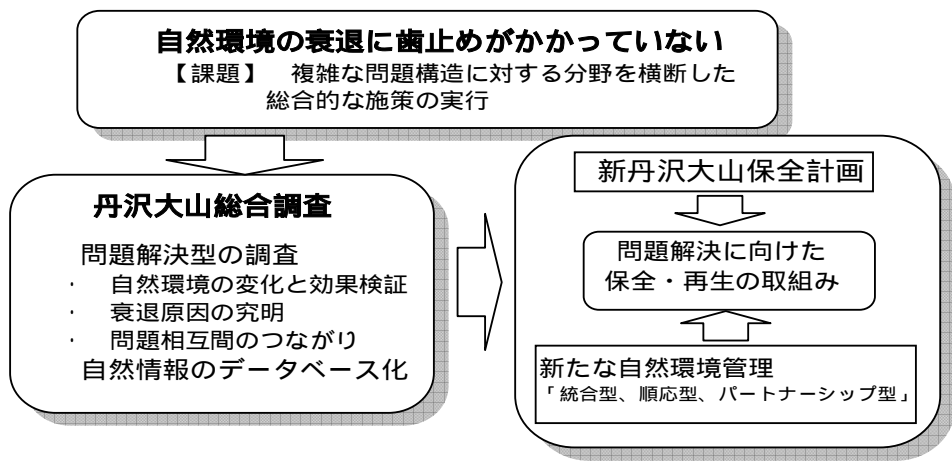 自然環境の衰退に歯止めがかかっていない
【課題】　複雑な問題構造に対する分野を横断した
総合的な施策の実行
丹沢大山総合調査
問題解決型の調査
・　自然環境の変化と効果検証
・　衰退原因の究明
・　問題相互間のつながり
自然情報のデータベース化
新丹沢大山保全計画
問題解決に向けた
保全・再生の取組み
新たな自然環境管理
「統合型、順応型、パートナーシップ型」